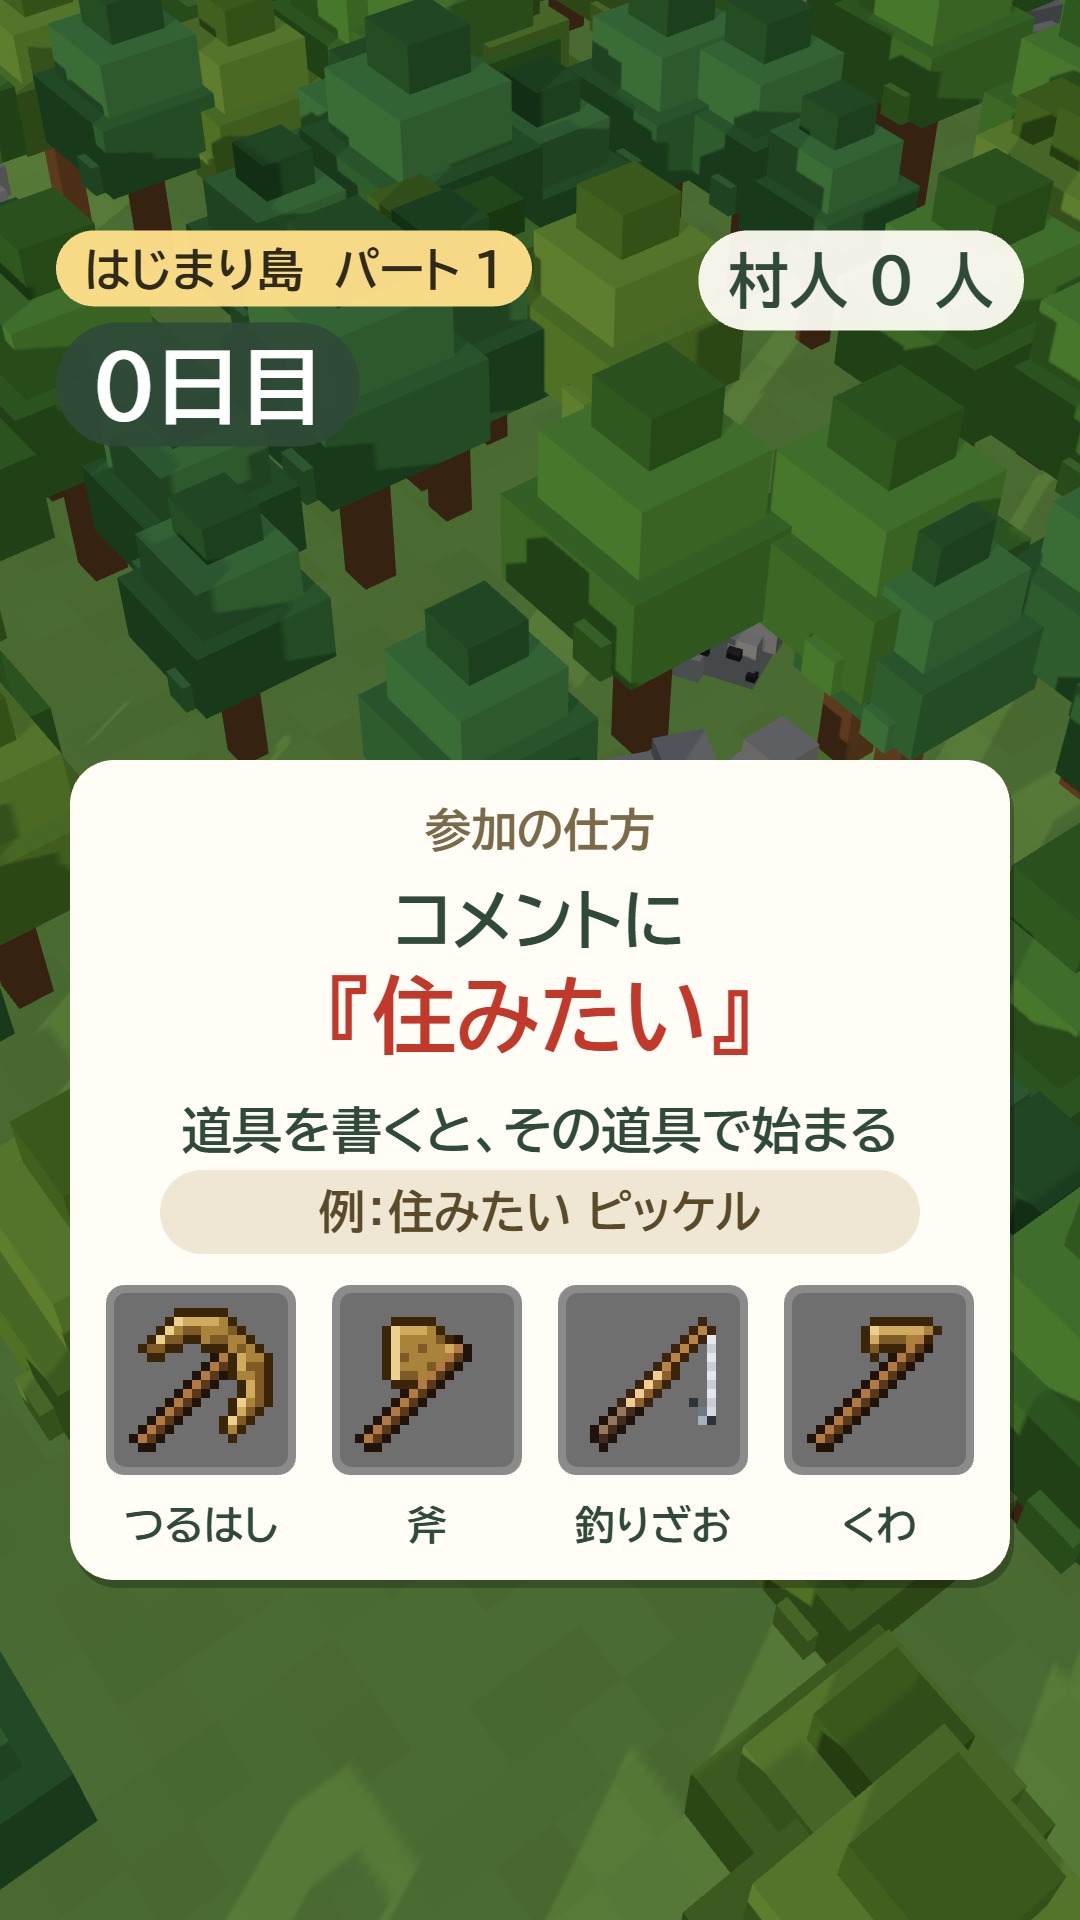 はじまり島 パート 1
村人 0 人
0日目
参加の仕方
コメントに
『住みたい』
道具を書くと、その道具で始まる
例：住みたい ピッケル
つるはし
斧
釣りざお
くわ